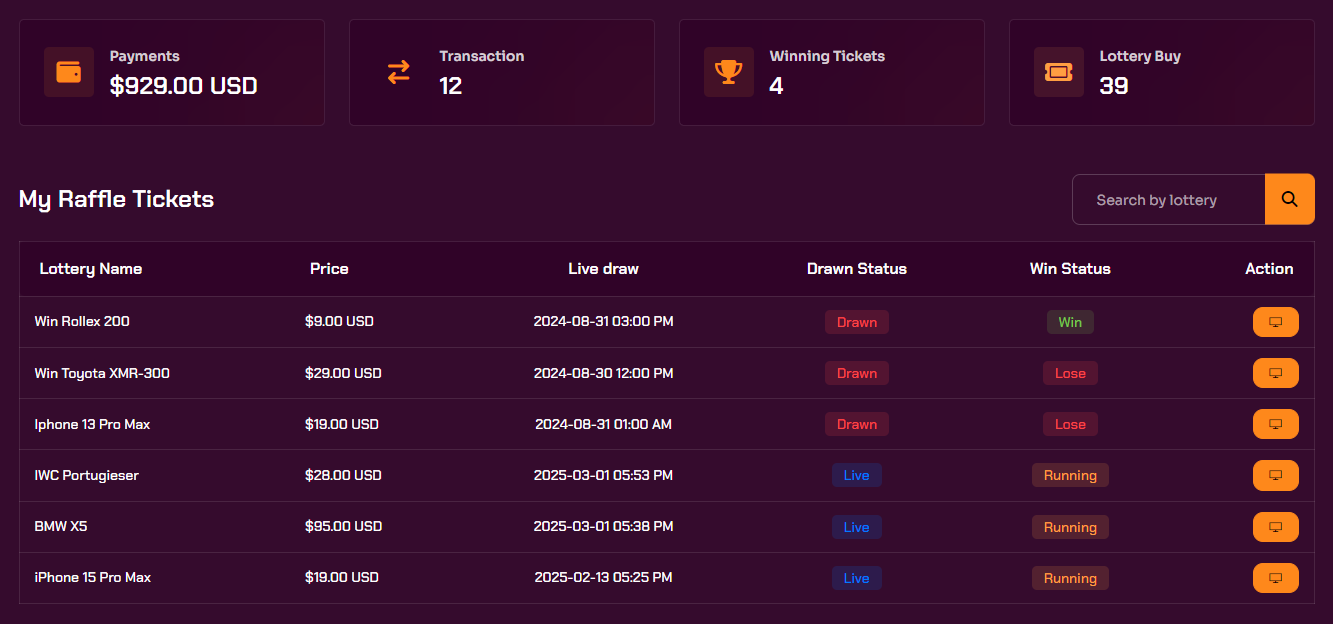 Payments
$929.00 USD
Transaction
12
Winning Tickets
4
Lottery Buy
39
My Raffle Tickets
Search by lottery
Lottery Name Price Live draw Drawn Status Win Status Action
Win Rollex 200 $9.00 USD 2024-08-31 03:00 PM Drawn Win
Win Toyota XMR-300 $29.00 USD 2024-08-30 12:00 PM Drawn Lose
Iphone 13 Pro Max $19.00 USD 2024-08-31 01:00 AM Drawn Lose
IWC Portugieser $28.00 USD 2025-03-01 05:53 PM Live Running
BMW X5 $95.00 USD 2025-03-01 05:38 PM Live Running
iPhone 15 Pro Max $19.00 USD 2025-02-13 05:25 PM Live Running